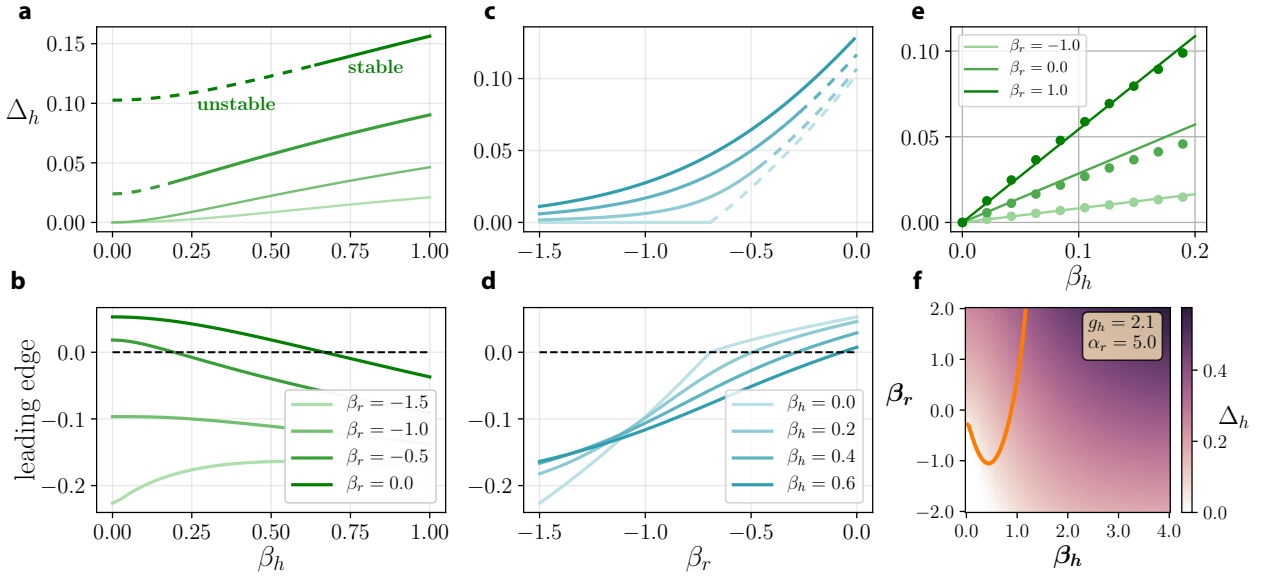 a
0.15
0.10
0.05
0.00
Δ_h
stable
unstable
0.00 0.25 0.50 0.75 1.00
c
0.10
0.05
0.00
−1.5 −1.0 −0.5 0.0
e
0.10
0.05
0.00
β_r = −1.0
β_r = 0.0
β_r = 1.0
0.0 0.1 0.2
β_h
b
0.0
−0.1
−0.2
leading edge
β_r = −1.5
β_r = −1.0
β_r = −0.5
β_r = 0.0
0.00 0.25 0.50 0.75 1.00
β_h
d
0.0
−0.1
−0.2
β_h = 0.0
β_h = 0.2
β_h = 0.4
β_h = 0.6
−1.5 −1.0 −0.5 0.0
β_r
f
2.0
1.0
0.0
−1.0
−2.0
β_r
g_h = 2.1
α_r = 5.0
0.0 1.0 2.0 3.0 4.0
β_h
0.4
0.2
0.0
Δ_h